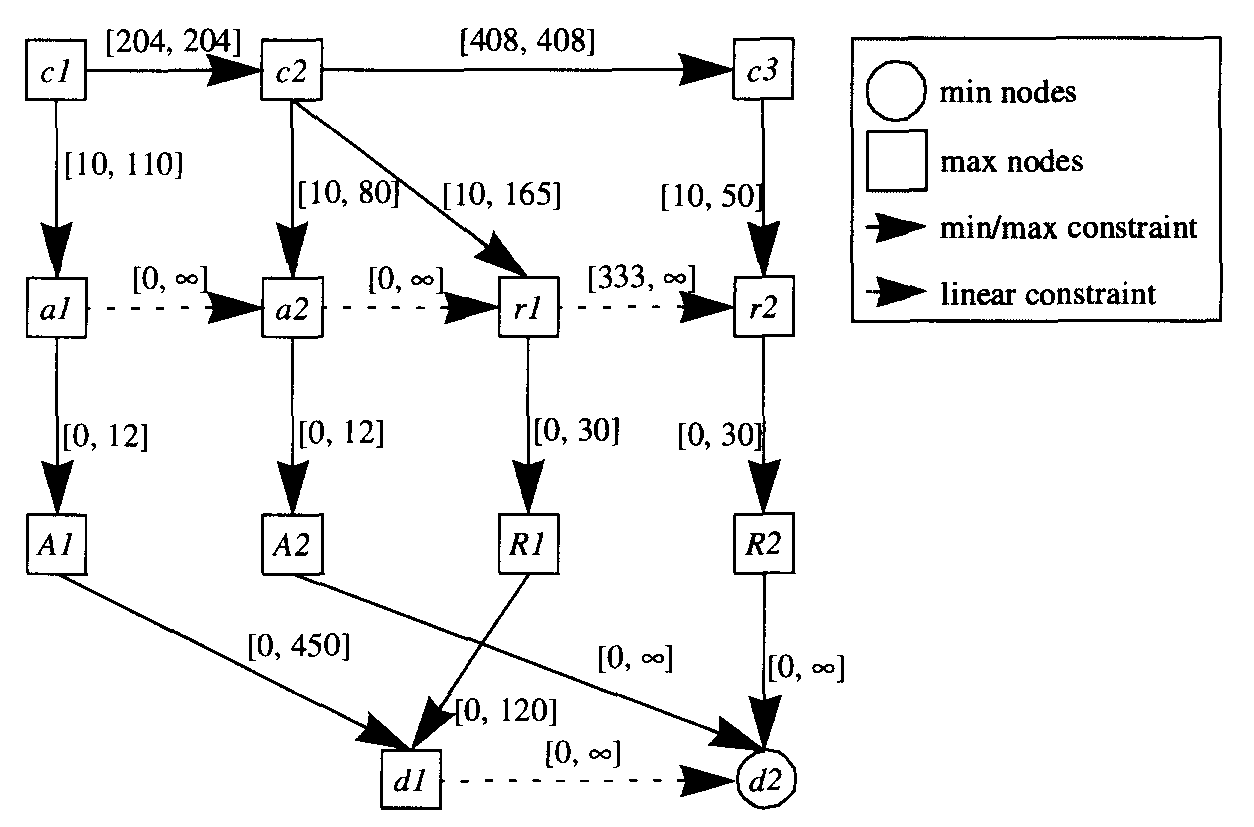 [204, 204]
[408, 408]
c1
c2
c3
min nodes
max nodes
min/max constraint
linear constraint
[10, 110]
[10, 80]
[10, 165]
[10, 50]
[0, ∞]
[0, ∞]
[333, ∞]
a1
a2
r1
r2
[0, 12]
[0, 12]
[0, 30]
[0, 30]
A1
A2
R1
R2
[0, 450]
[0, ∞]
[0, ∞]
[0, 120]
[0, ∞]
d1
d2